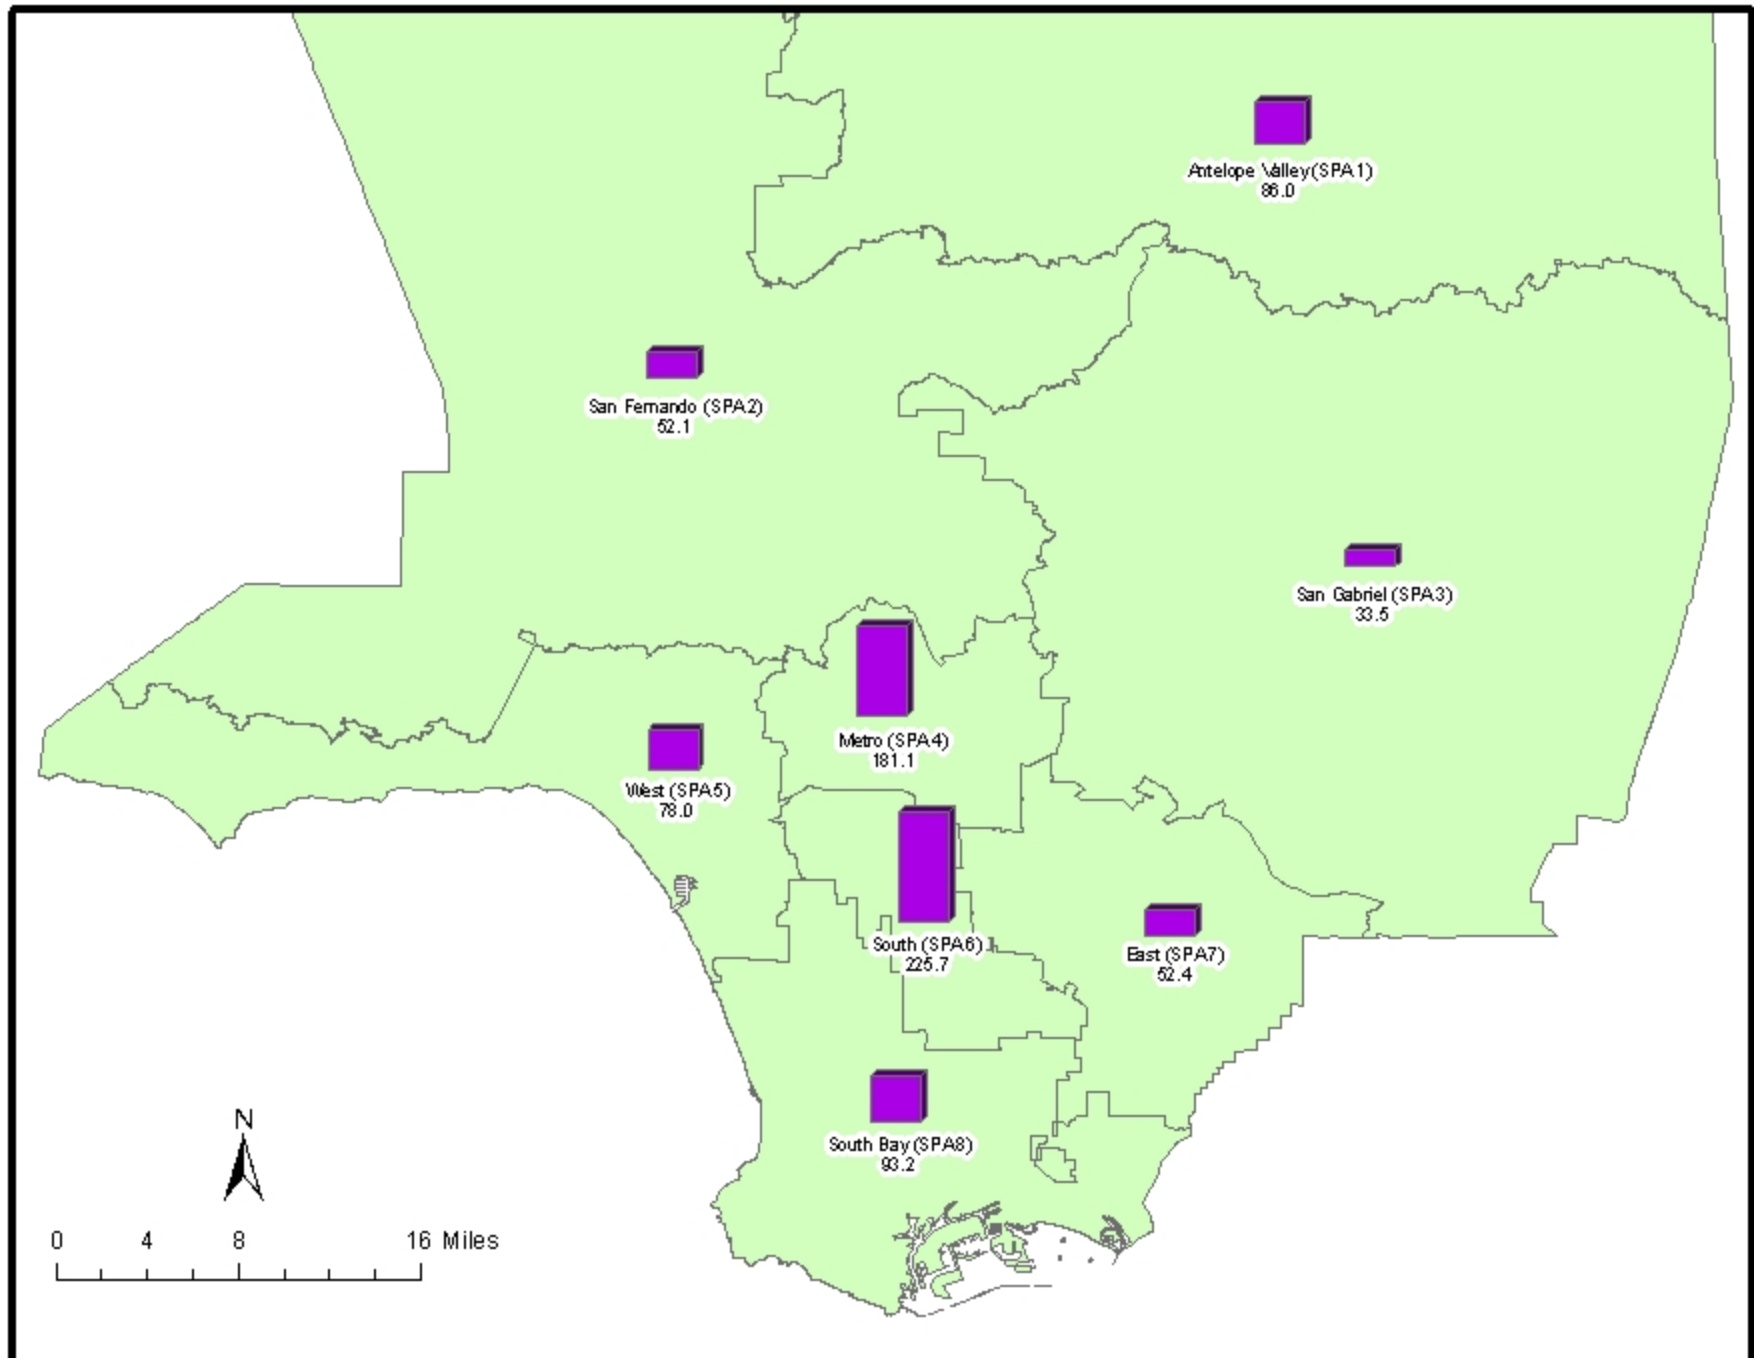 Antelope Valley (SPA1)
86.0
San Fernando (SPA2)
52.1
San Gabriel (SPA3)
33.5
Metro (SPA4)
181.1
West (SPA5)
78.0
South (SPA6)
225.7
East (SPA7)
52.4
South Bay (SPA8)
93.2
N
0 4 8 16 Miles